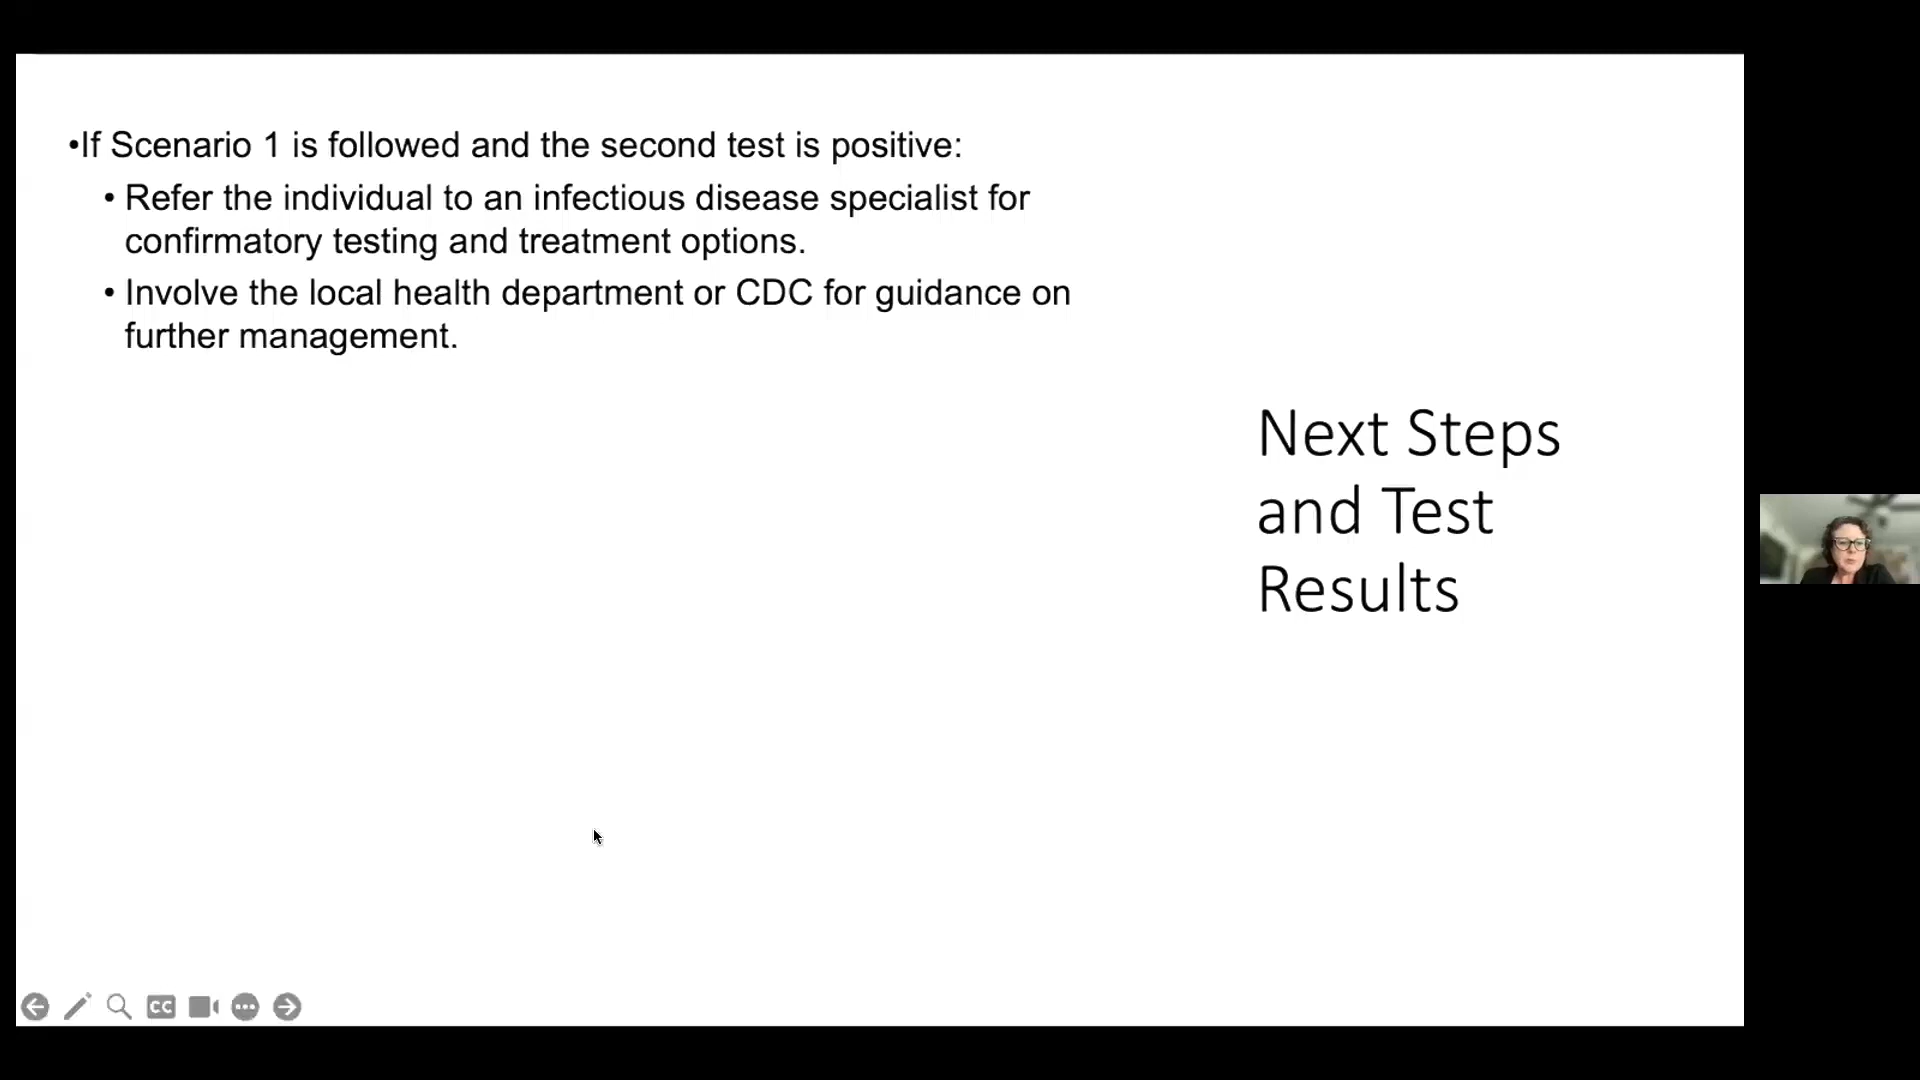 •If Scenario 1 is followed and the second test is positive:
• Refer the individual to an infectious disease specialist for
confirmatory testing and treatment options.
• Involve the local health department or CDC for guidance on
further management.
Next Steps
and Test
Results
CC